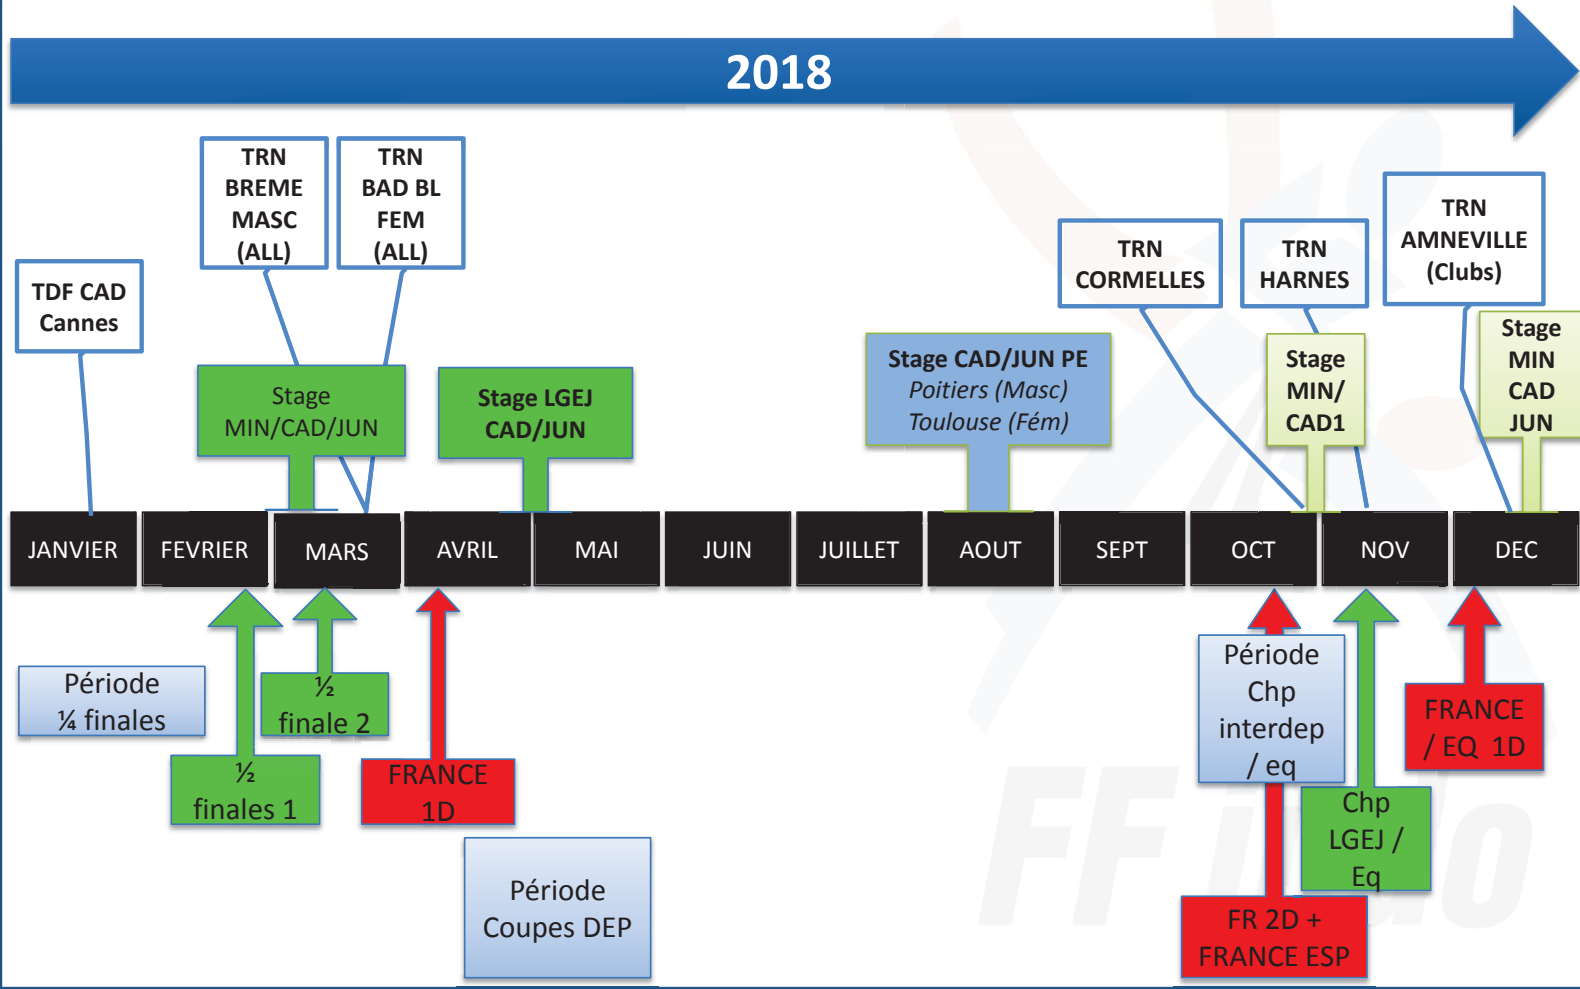 2018
TRN
BREME
MASC
(ALL)
TRN
BAD BL
FEM
(ALL)
TDF CAD
Cannes
TRN
CORMELLES
TRN
HARNES
TRN
AMNEVILLE
(Clubs)
Stage
MIN/CAD/JUN
Stage LGEJ
CAD/JUN
Stage CAD/JUN PE
Poitiers (Masc)
Toulouse (Fém)
Stage
MIN/
CAD1
Stage
MIN
CAD
JUN
JANVIER
FEVRIER
MARS
AVRIL
MAI
JUIN
JUILLET
AOUT
SEPT
OCT
NOV
DEC
Période
¼ finales
½
finales 1
½
finale 2
FRANCE
1D
Période
Coupes DEP
Période
Chp
interdep
/ eq
FR 2D +
FRANCE ESP
Chp
LGEJ /
Eq
FRANCE
/ EQ 1D